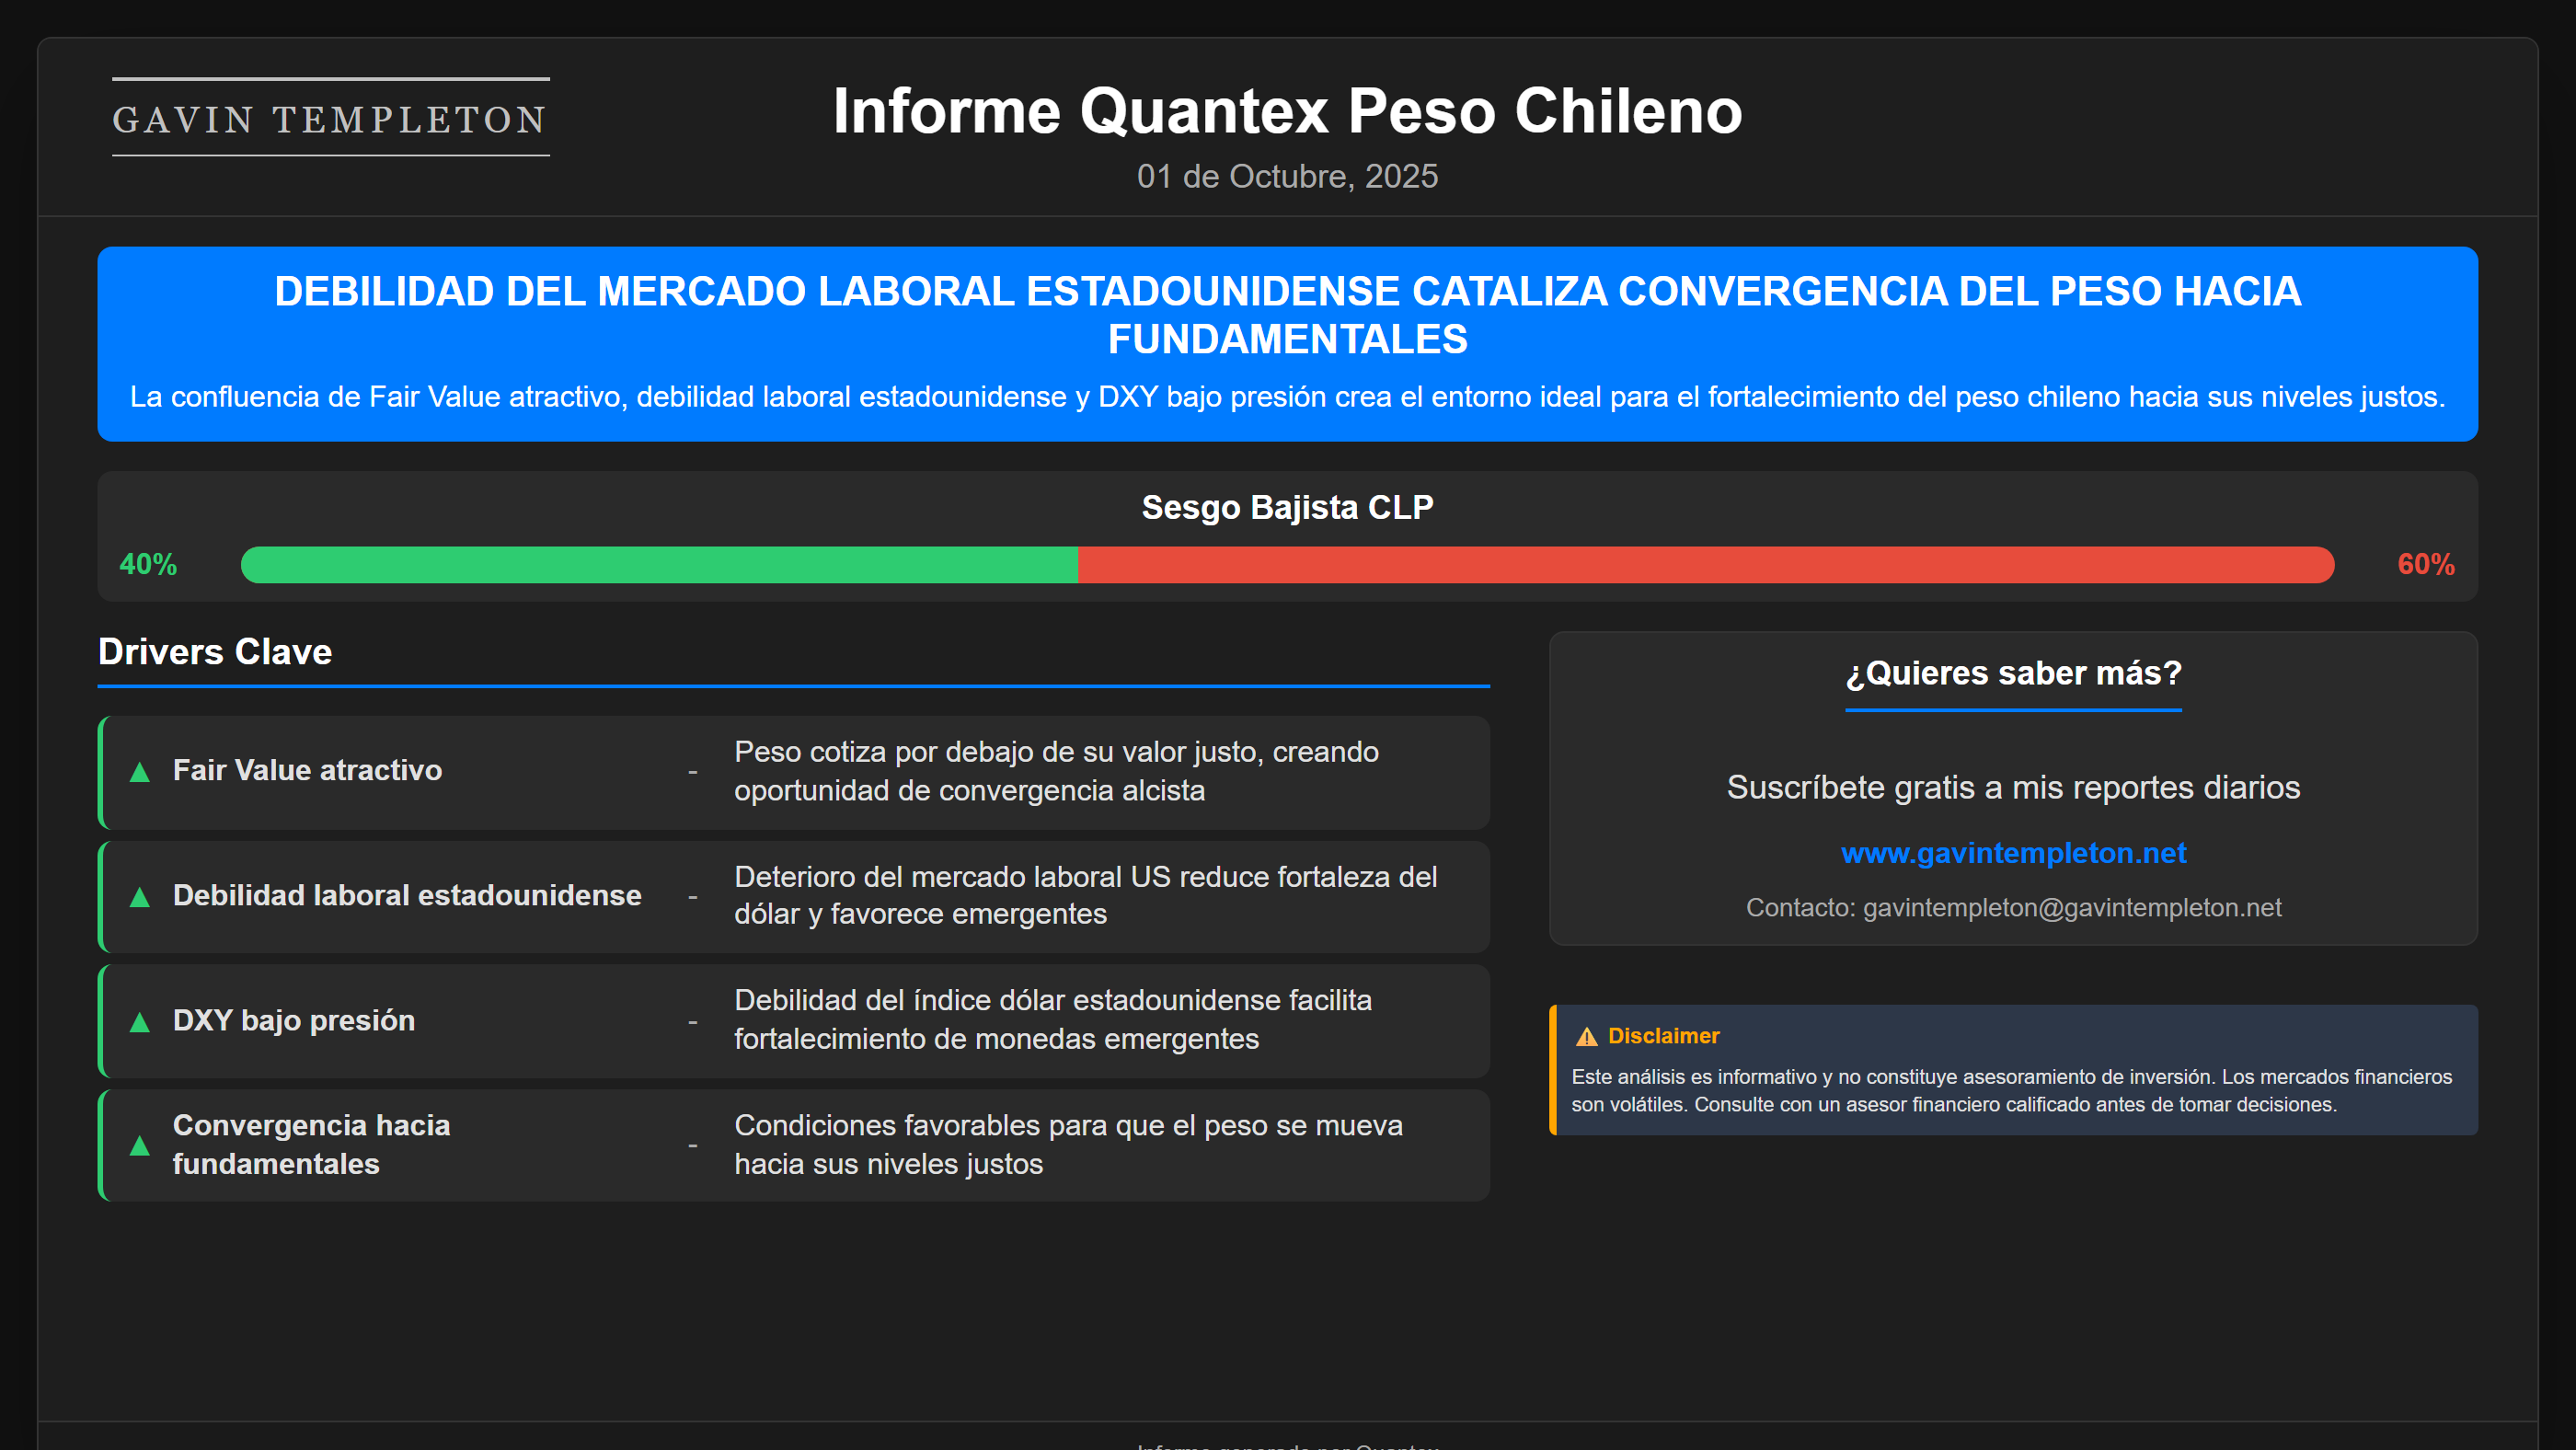 GAVIN TEMPLETON
Informe Quantex Peso Chileno
01 de Octubre, 2025
DEBILIDAD DEL MERCADO LABORAL ESTADOUNIDENSE CATALIZA CONVERGENCIA DEL PESO HACIA
FUNDAMENTALES
La confluencia de Fair Value atractivo, debilidad laboral estadounidense y DXY bajo presión crea el entorno ideal para el fortalecimiento del peso chileno hacia sus niveles justos.
Sesgo Bajista CLP
40%
60%
Drivers Clave
▲ Fair Value atractivo -
Peso cotiza por debajo de su valor justo, creando
oportunidad de convergencia alcista
▲ Debilidad laboral estadounidense -
Deterioro del mercado laboral US reduce fortaleza del
dólar y favorece emergentes
▲ DXY bajo presión -
Debilidad del índice dólar estadounidense facilita
fortalecimiento de monedas emergentes
▲ Convergencia hacia
fundamentales -
Condiciones favorables para que el peso se mueva
hacia sus niveles justos
¿Quieres saber más?
Suscríbete gratis a mis reportes diarios
www.gavintempleton.net
Contacto: gavintempleton@gavintempleton.net
⚠ Disclaimer
Este análisis es informativo y no constituye asesoramiento de inversión. Los mercados financieros
son volátiles. Consulte con un asesor financiero calificado antes de tomar decisiones.
Informe generado por Quantex